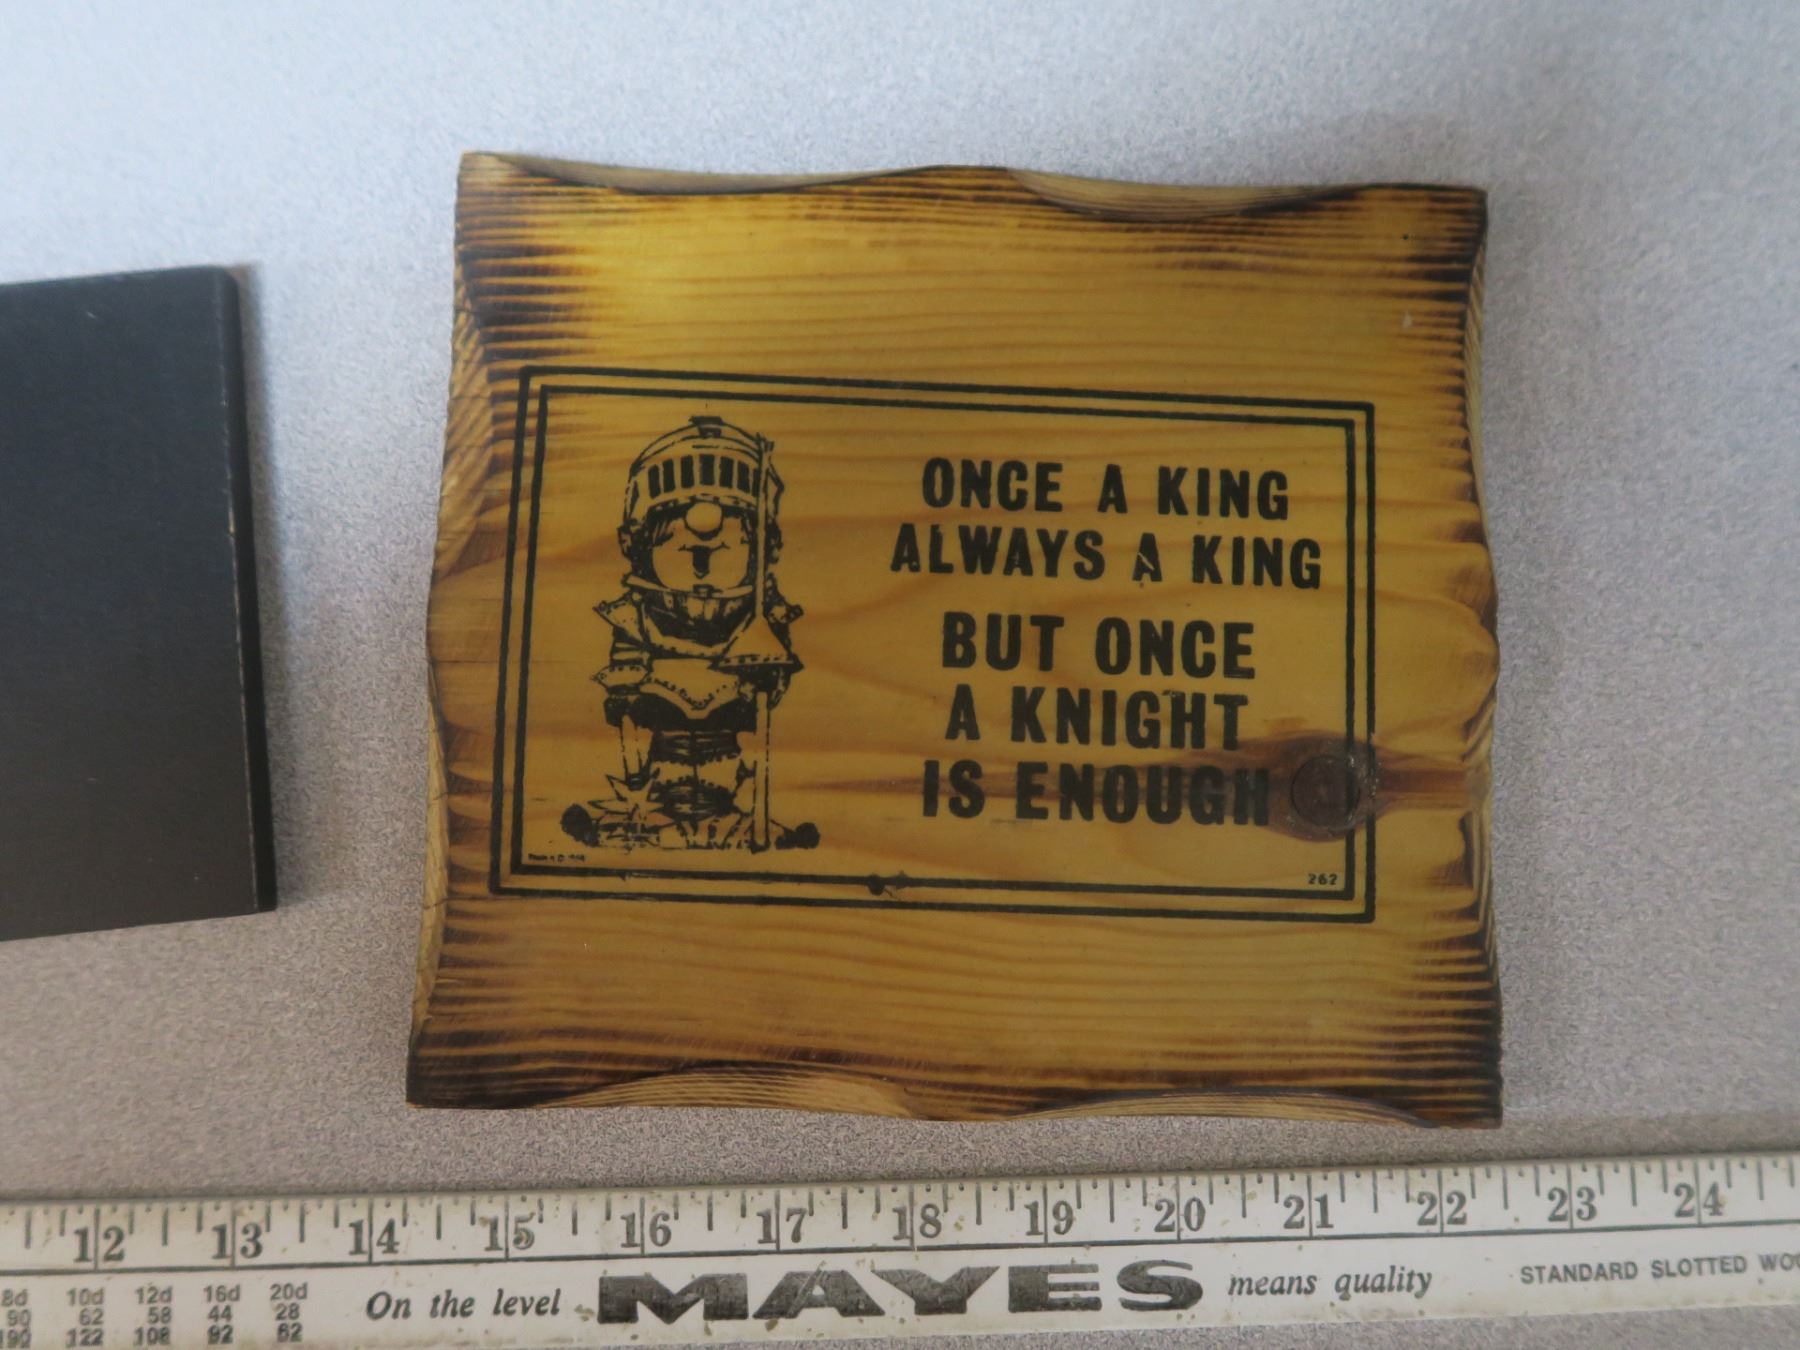 ONCE A KING
ALWAYS A KING
BUT ONCE
A KNIGHT
IS ENOUGH
262
12 13 14 15 16 17 18 19 20 21 22 23 24
8d 10d 12d 16d 20d
90 62 58 44 28
190 122 108 92 62
On the level MAYES means quality
STANDARD SLOTTED